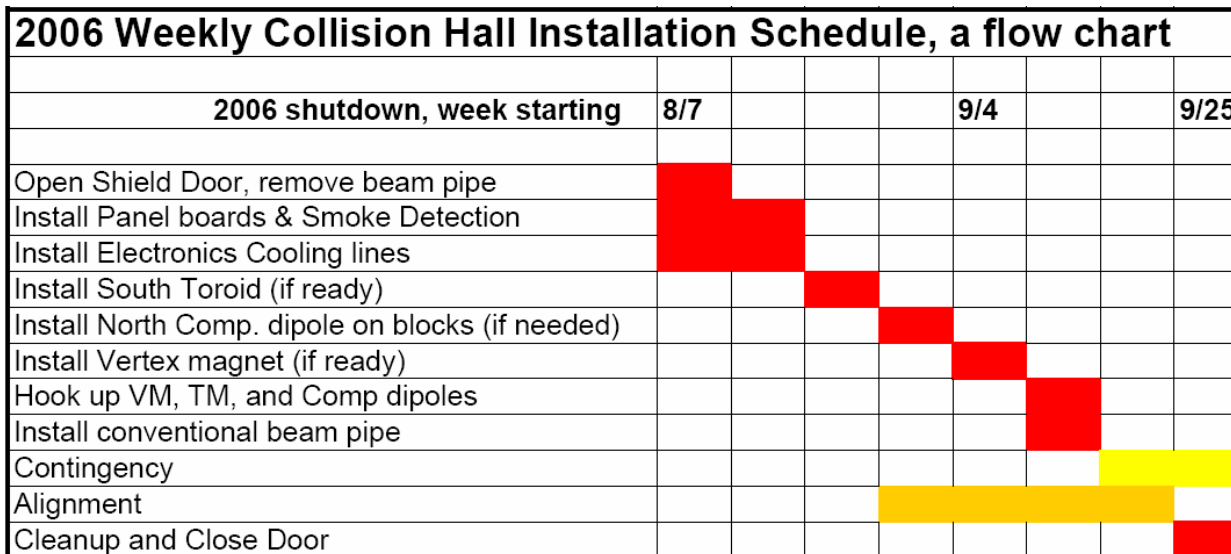 2006 Weekly Collision Hall Installation Schedule, a flow chart
2006 shutdown, week starting 8/7 9/4 9/25
Open Shield Door, remove beam pipe
Install Panel boards & Smoke Detection
Install Electronics Cooling lines
Install South Toroid (if ready)
Install North Comp. dipole on blocks (if needed)
Install Vertex magnet (if ready)
Hook up VM, TM, and Comp dipoles
Install conventional beam pipe
Contingency
Alignment
Cleanup and Close Door